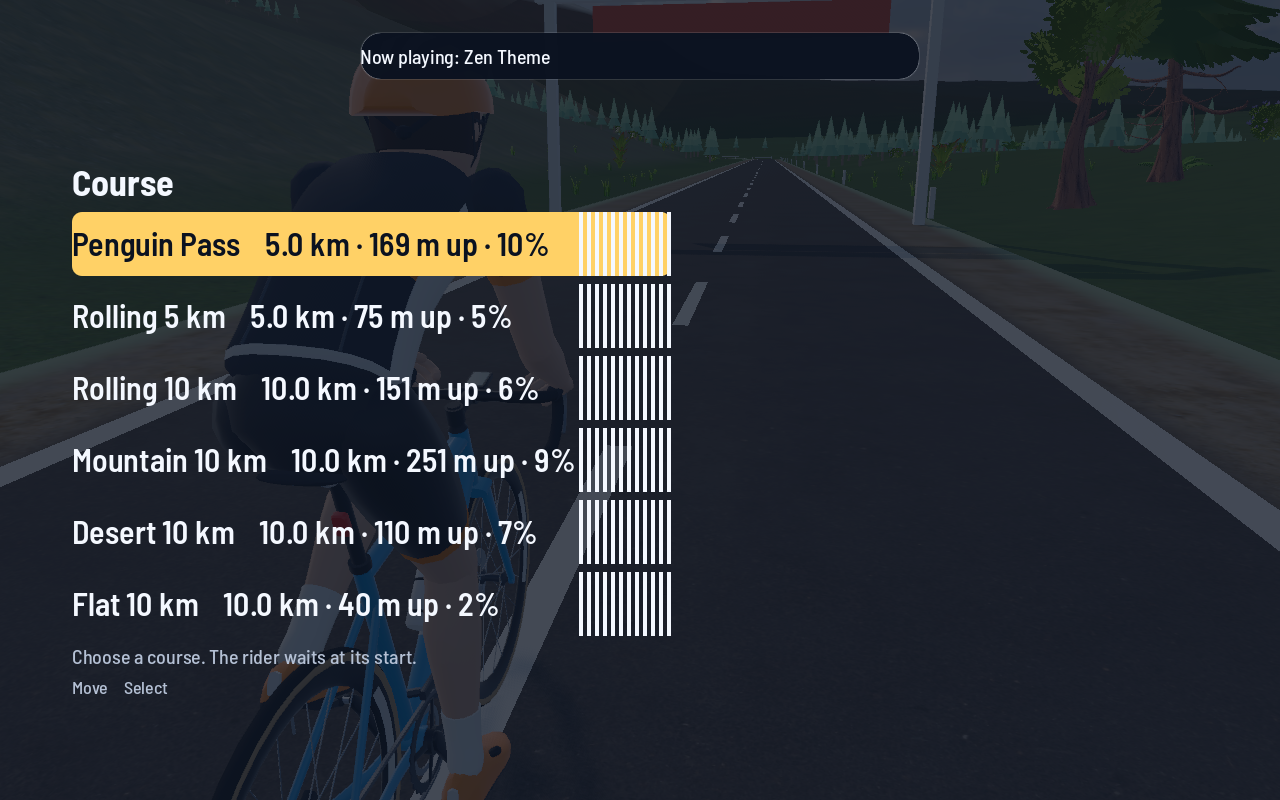 Now playing: Zen Theme
Course
Penguin Pass 5.0 km · 169 m up · 10%
Rolling 5 km 5.0 km · 75 m up · 5%
Rolling 10 km 10.0 km · 151 m up · 6%
Mountain 10 km 10.0 km · 251 m up · 9%
Desert 10 km 10.0 km · 110 m up · 7%
Flat 10 km 10.0 km · 40 m up · 2%
Choose a course. The rider waits at its start.
Move Select